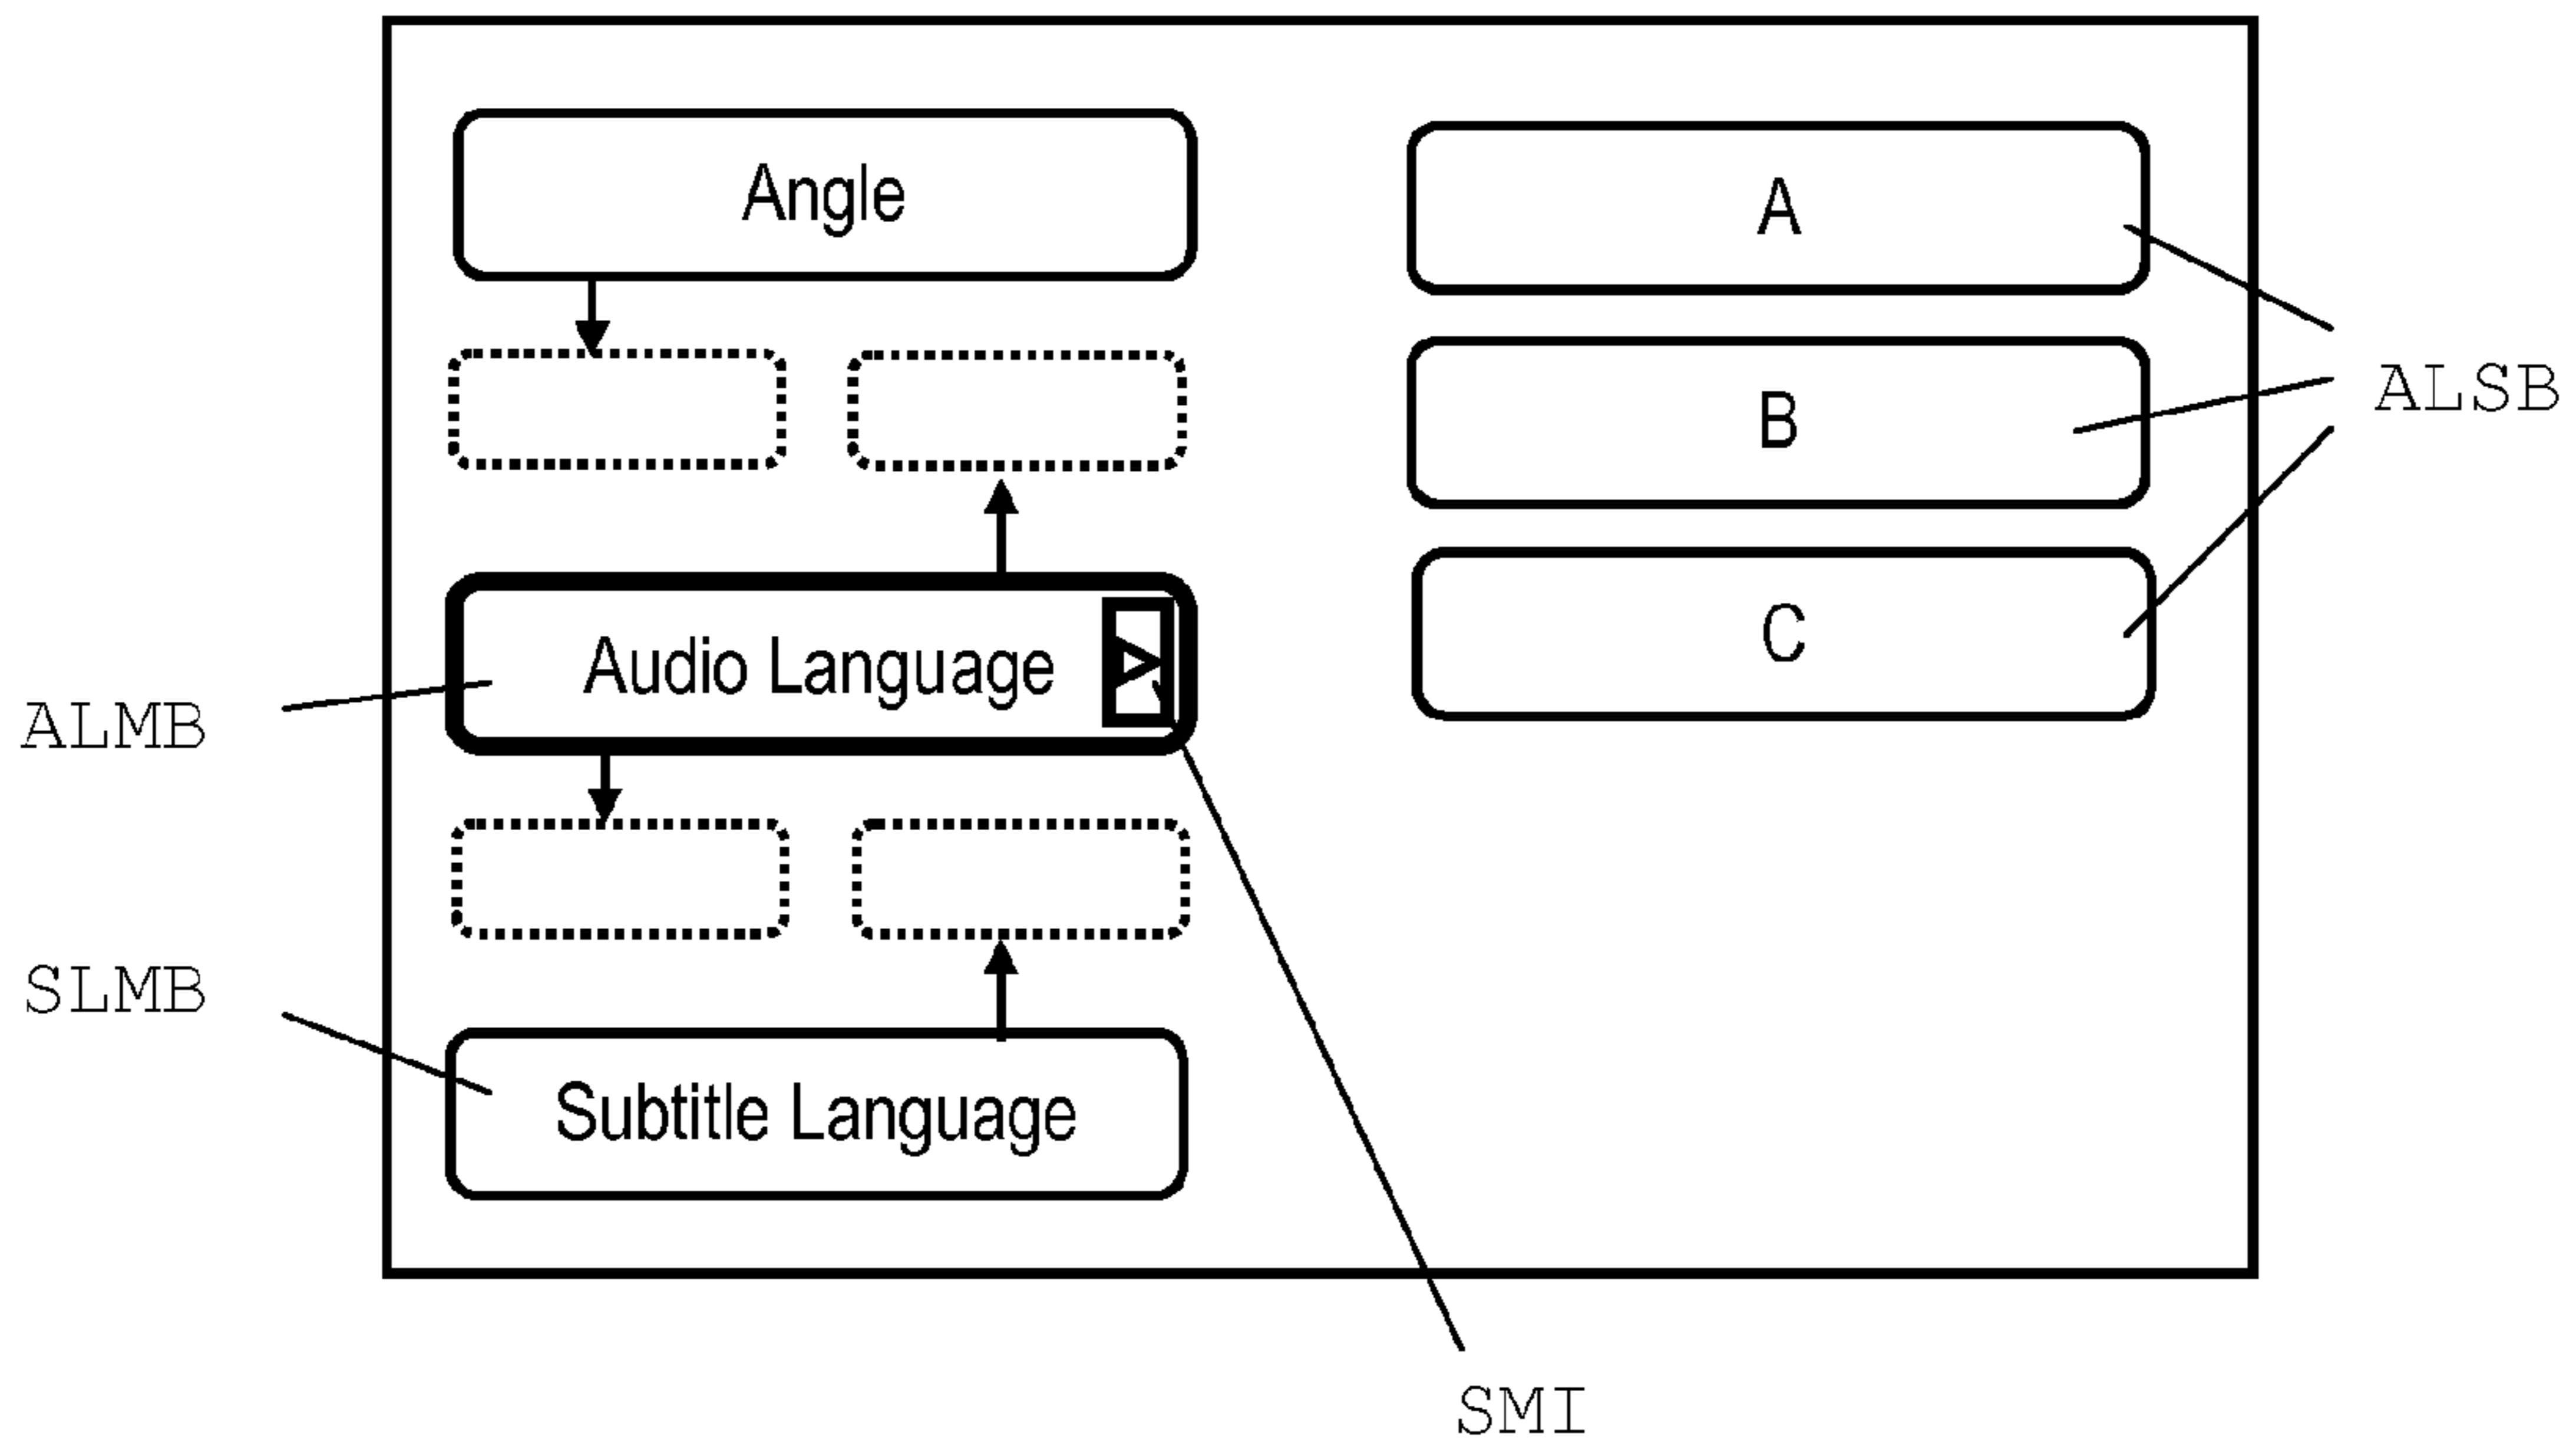 Angle
A
B
ALSB
Audio Language
C
ALMB
SLMB
Subtitle Language
SMI